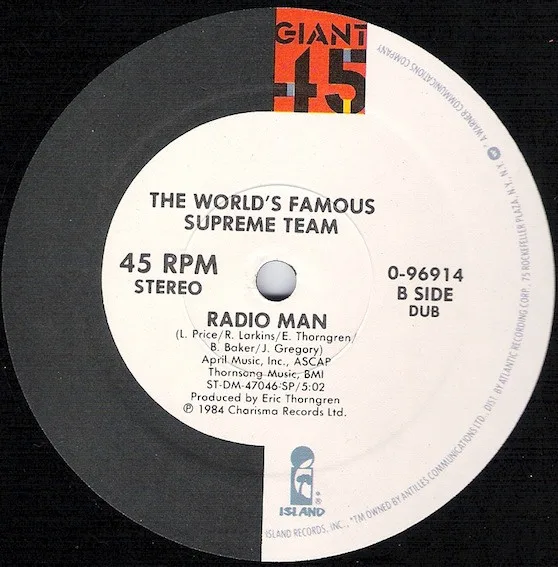 GIANT
45
THE WORLD'S FAMOUS
SUPREME TEAM
45 RPM
STEREO
0-96914
B SIDE
DUB
RADIO MAN
(L. Price/R. Larkins/E. Thorngren/
B. Baker/J. Gregory)
April Music, Inc., ASCAP
Thornsong Music, BMI
ST-DM-47046-SP/5:02
Produced by Eric Thorngren
℗ 1984 Charisma Records Ltd.
ISLAND®
ISLAND RECORDS, INC., *TM OWNED BY ANTILLES COMMUNICATIONS LTD., DIST. BY ATLANTIC RECORDING CORP., 75 ROCKEFELLER PLAZA, N.Y., N.Y. A WARNER COMMUNICATIONS COMPANY